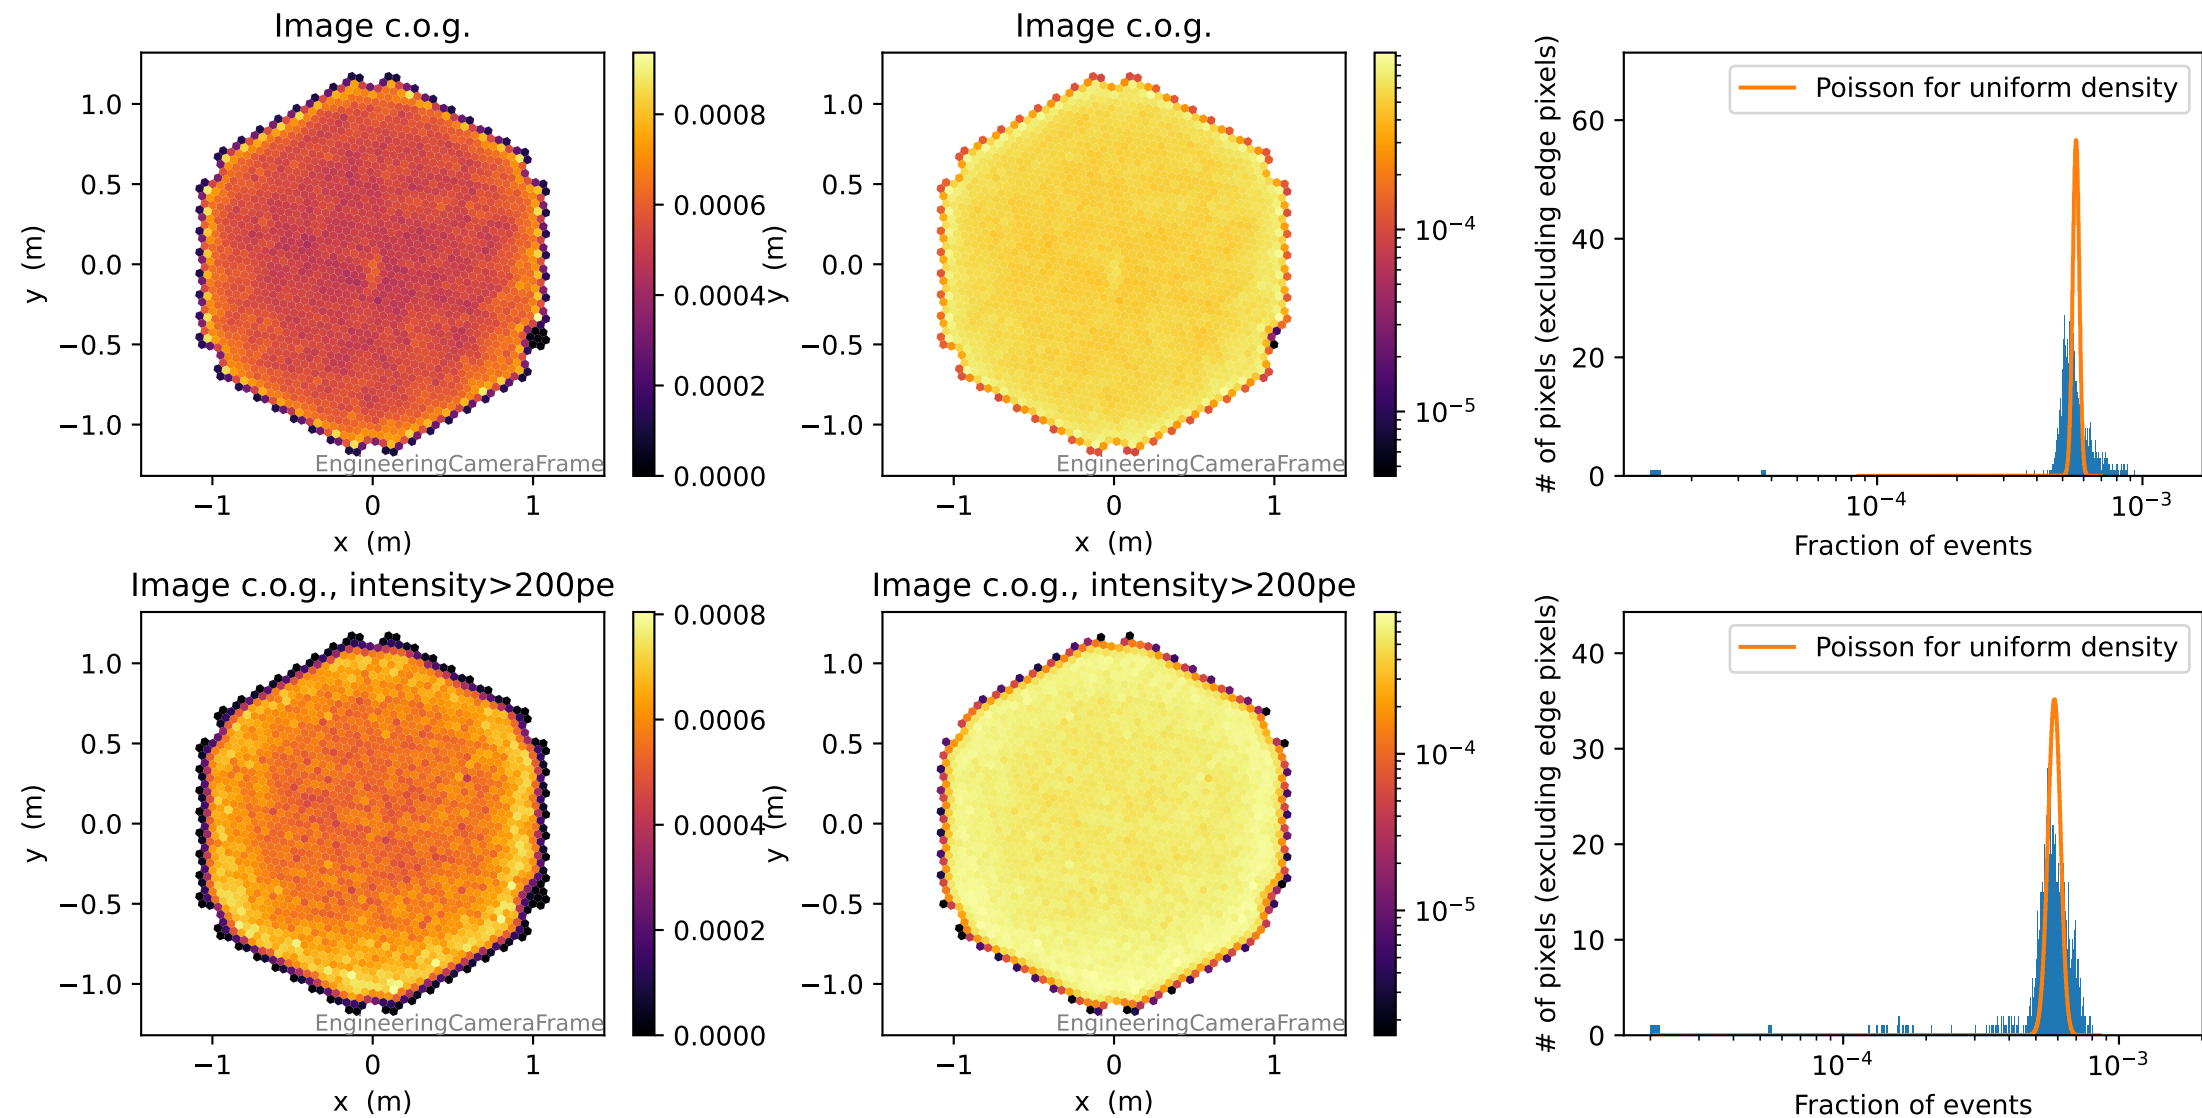 Image c.o.g.
1.0
0.5
0.0
−0.5
−1.0
y (m)
−1
0
1
x (m)
EngineeringCameraFrame
0.0008
0.0006
0.0004
0.0002
0.0000
Image c.o.g.
1.0
0.5
0.0
−0.5
−1.0
y (m)
−1
0
1
x (m)
EngineeringCameraFrame
10⁻⁴
10⁻⁵
# of pixels (excluding edge pixels)
60
40
20
0
Poisson for uniform density
10⁻⁴
10⁻³
Fraction of events
Image c.o.g., intensity>200pe
1.0
0.5
0.0
−0.5
−1.0
y (m)
−1
0
1
x (m)
EngineeringCameraFrame
0.0008
0.0006
0.0004
0.0002
0.0000
Image c.o.g., intensity>200pe
1.0
0.5
0.0
−0.5
−1.0
y (m)
−1
0
1
x (m)
EngineeringCameraFrame
10⁻⁴
10⁻�5
# of pixels (excluding edge pixels)
40
30
20
10
0
Poisson for uniform density
10⁻⁴
10⁻³
Fraction of events